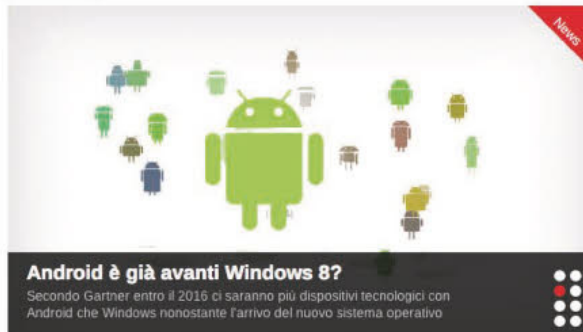 News
Android è già avanti Windows 8?
Secondo Gartner entro il 2016 ci saranno più dispositivi tecnologici con
Android che Windows nonostante l'arrivo del nuovo sistema operativo